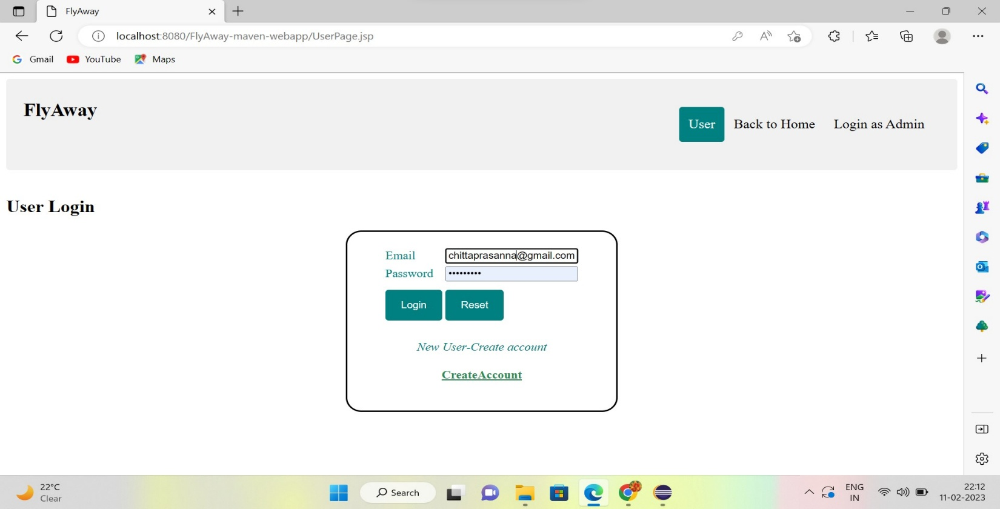 FlyAway
localhost:8080/FlyAway-maven-webapp/UserPage.jsp
Gmail YouTube Maps
FlyAway
User Back to Home Login as Admin
User Login
Email chittaprasanna@gmail.com
Password •••••••••
Login Reset
New User-Create account
CreateAccount
22°C
Clear
Search
ENG
IN
22:12
11-02-2023